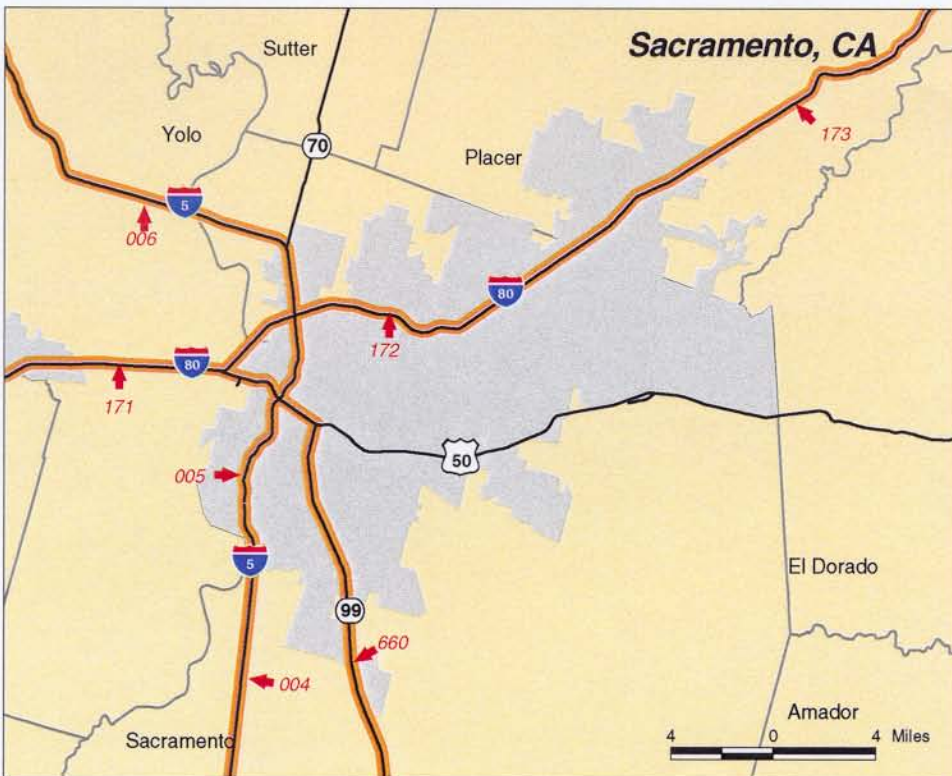 Sacramento, CA
Sutter
Yolo
70
Placer
173
5
006
80
172
80
171
50
005
5
El Dorado
99
660
004
Amador
Sacramento
4 0 4 Miles